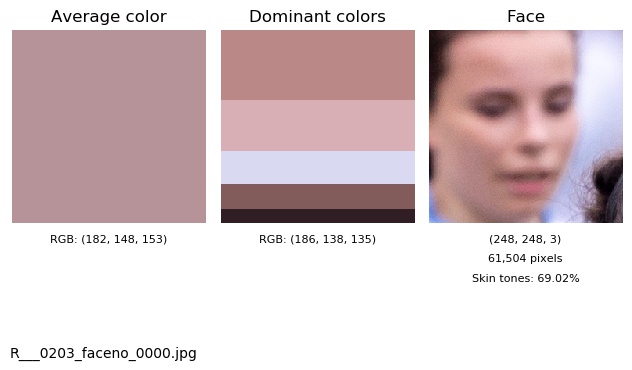 Average color
Dominant colors
Face
RGB: (182, 148, 153)
RGB: (186, 138, 135)
(248, 248, 3)
61,504 pixels
Skin tones: 69.02%
R___0203_faceno_0000.jpg